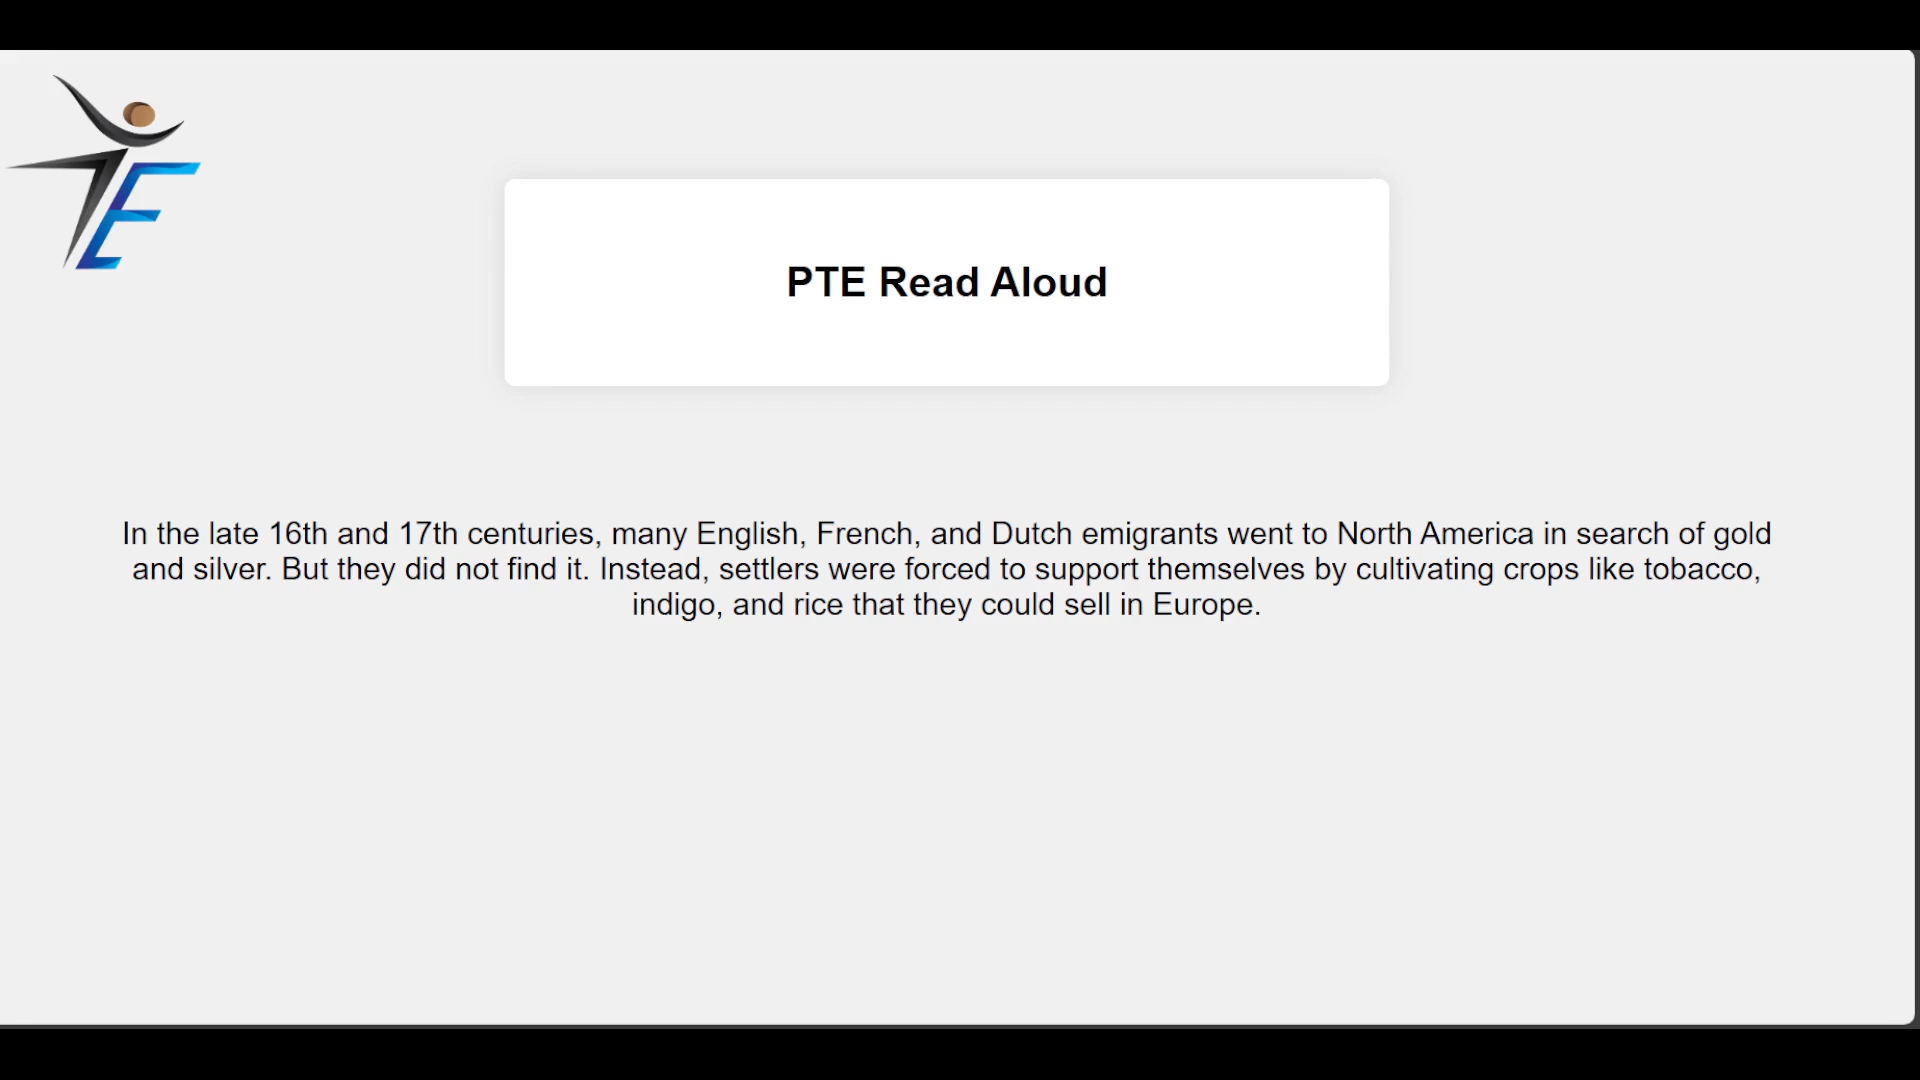 PTE Read Aloud
In the late 16th and 17th centuries, many English, French, and Dutch emigrants went to North America in search of gold
and silver. But they did not find it. Instead, settlers were forced to support themselves by cultivating crops like tobacco,
indigo, and rice that they could sell in Europe.